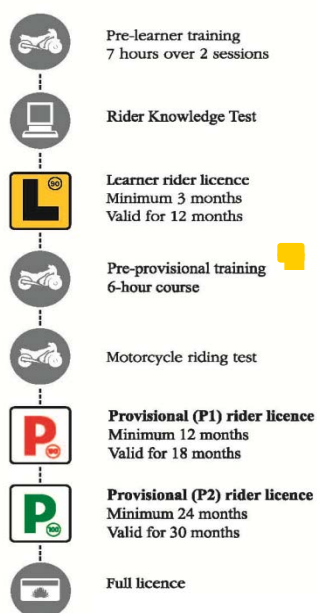 Pre-learner training
7 hours over 2 sessions
Rider Knowledge Test
90
L
Learner rider licence
Minimum 3 months
Valid for 12 months
Pre-provisional training
6-hour course
Motorcycle riding test
P
90
Provisional (P1) rider licence
Minimum 12 months
Valid for 18 months
P
100
Provisional (P2) rider licence
Minimum 24 months
Valid for 30 months
Full licence